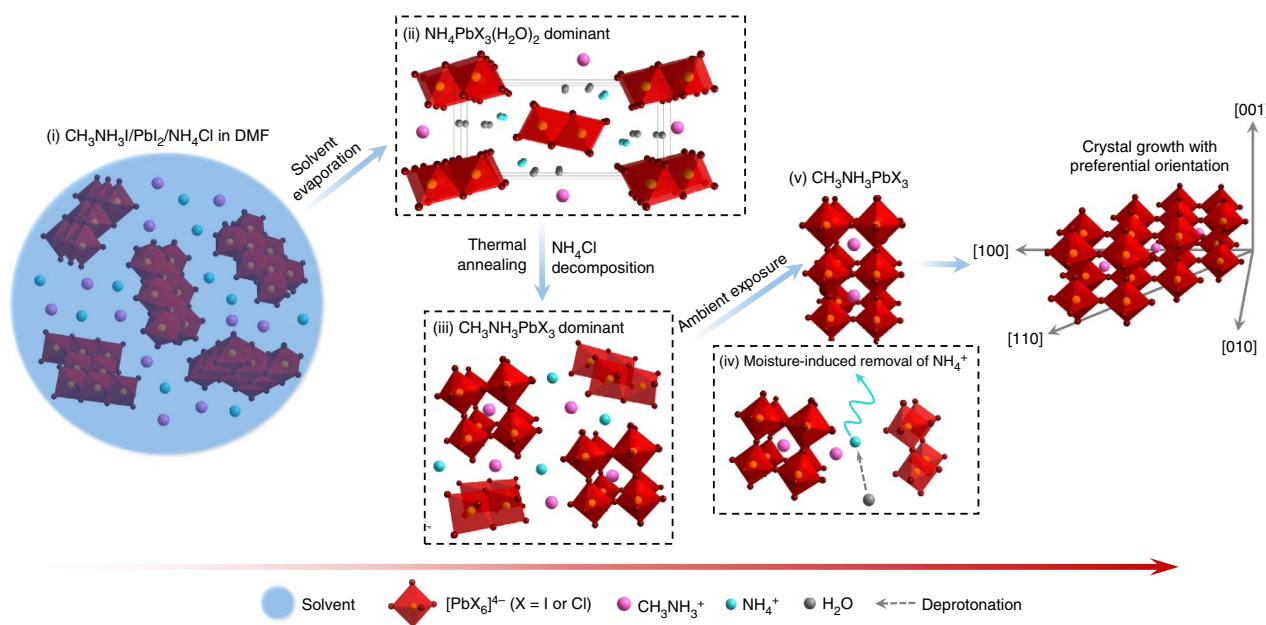 (i) CH₃NH₃I/PbI₂/NH₄Cl in DMF
Solvent
evaporation
(ii) NH₄PbX₃(H₂O)₂ dominant
Thermal
annealing
NH₄Cl
decomposition
(iii) CH₃NH₃PbX₃ dominant
Ambient exposure
(v) CH₃NH₃PbX₃
(iv) Moisture-induced removal of NH₄⁺
Crystal growth with
preferential orientation
[001]
[100]
[110]
[010]
Solvent
[PbX₆]⁴⁻ (X = I or Cl)
CH₃NH₃⁺
NH₄⁺
H₂O
Deprotonation